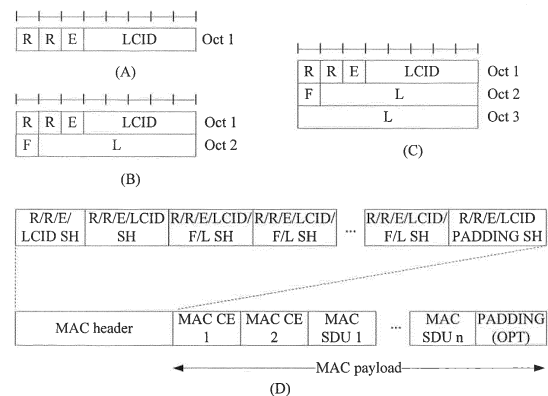 R R E LCID Oct 1
(A)
R R E LCID Oct 1
F L Oct 2
(B)
R R E LCID Oct 1
F L Oct 2
L Oct 3
(C)
R/R/E/ R/R/E/LCID R/R/E/LCID/ R/R/E/LCID/ ... R/R/E/LCID/ R/R/E/LCID
LCID SH SH F/L SH F/L SH F/L SH PADDING SH
MAC header MAC CE MAC CE MAC ... MAC PADDING
1 2 SDU 1 SDU n (OPT)
MAC payload
(D)